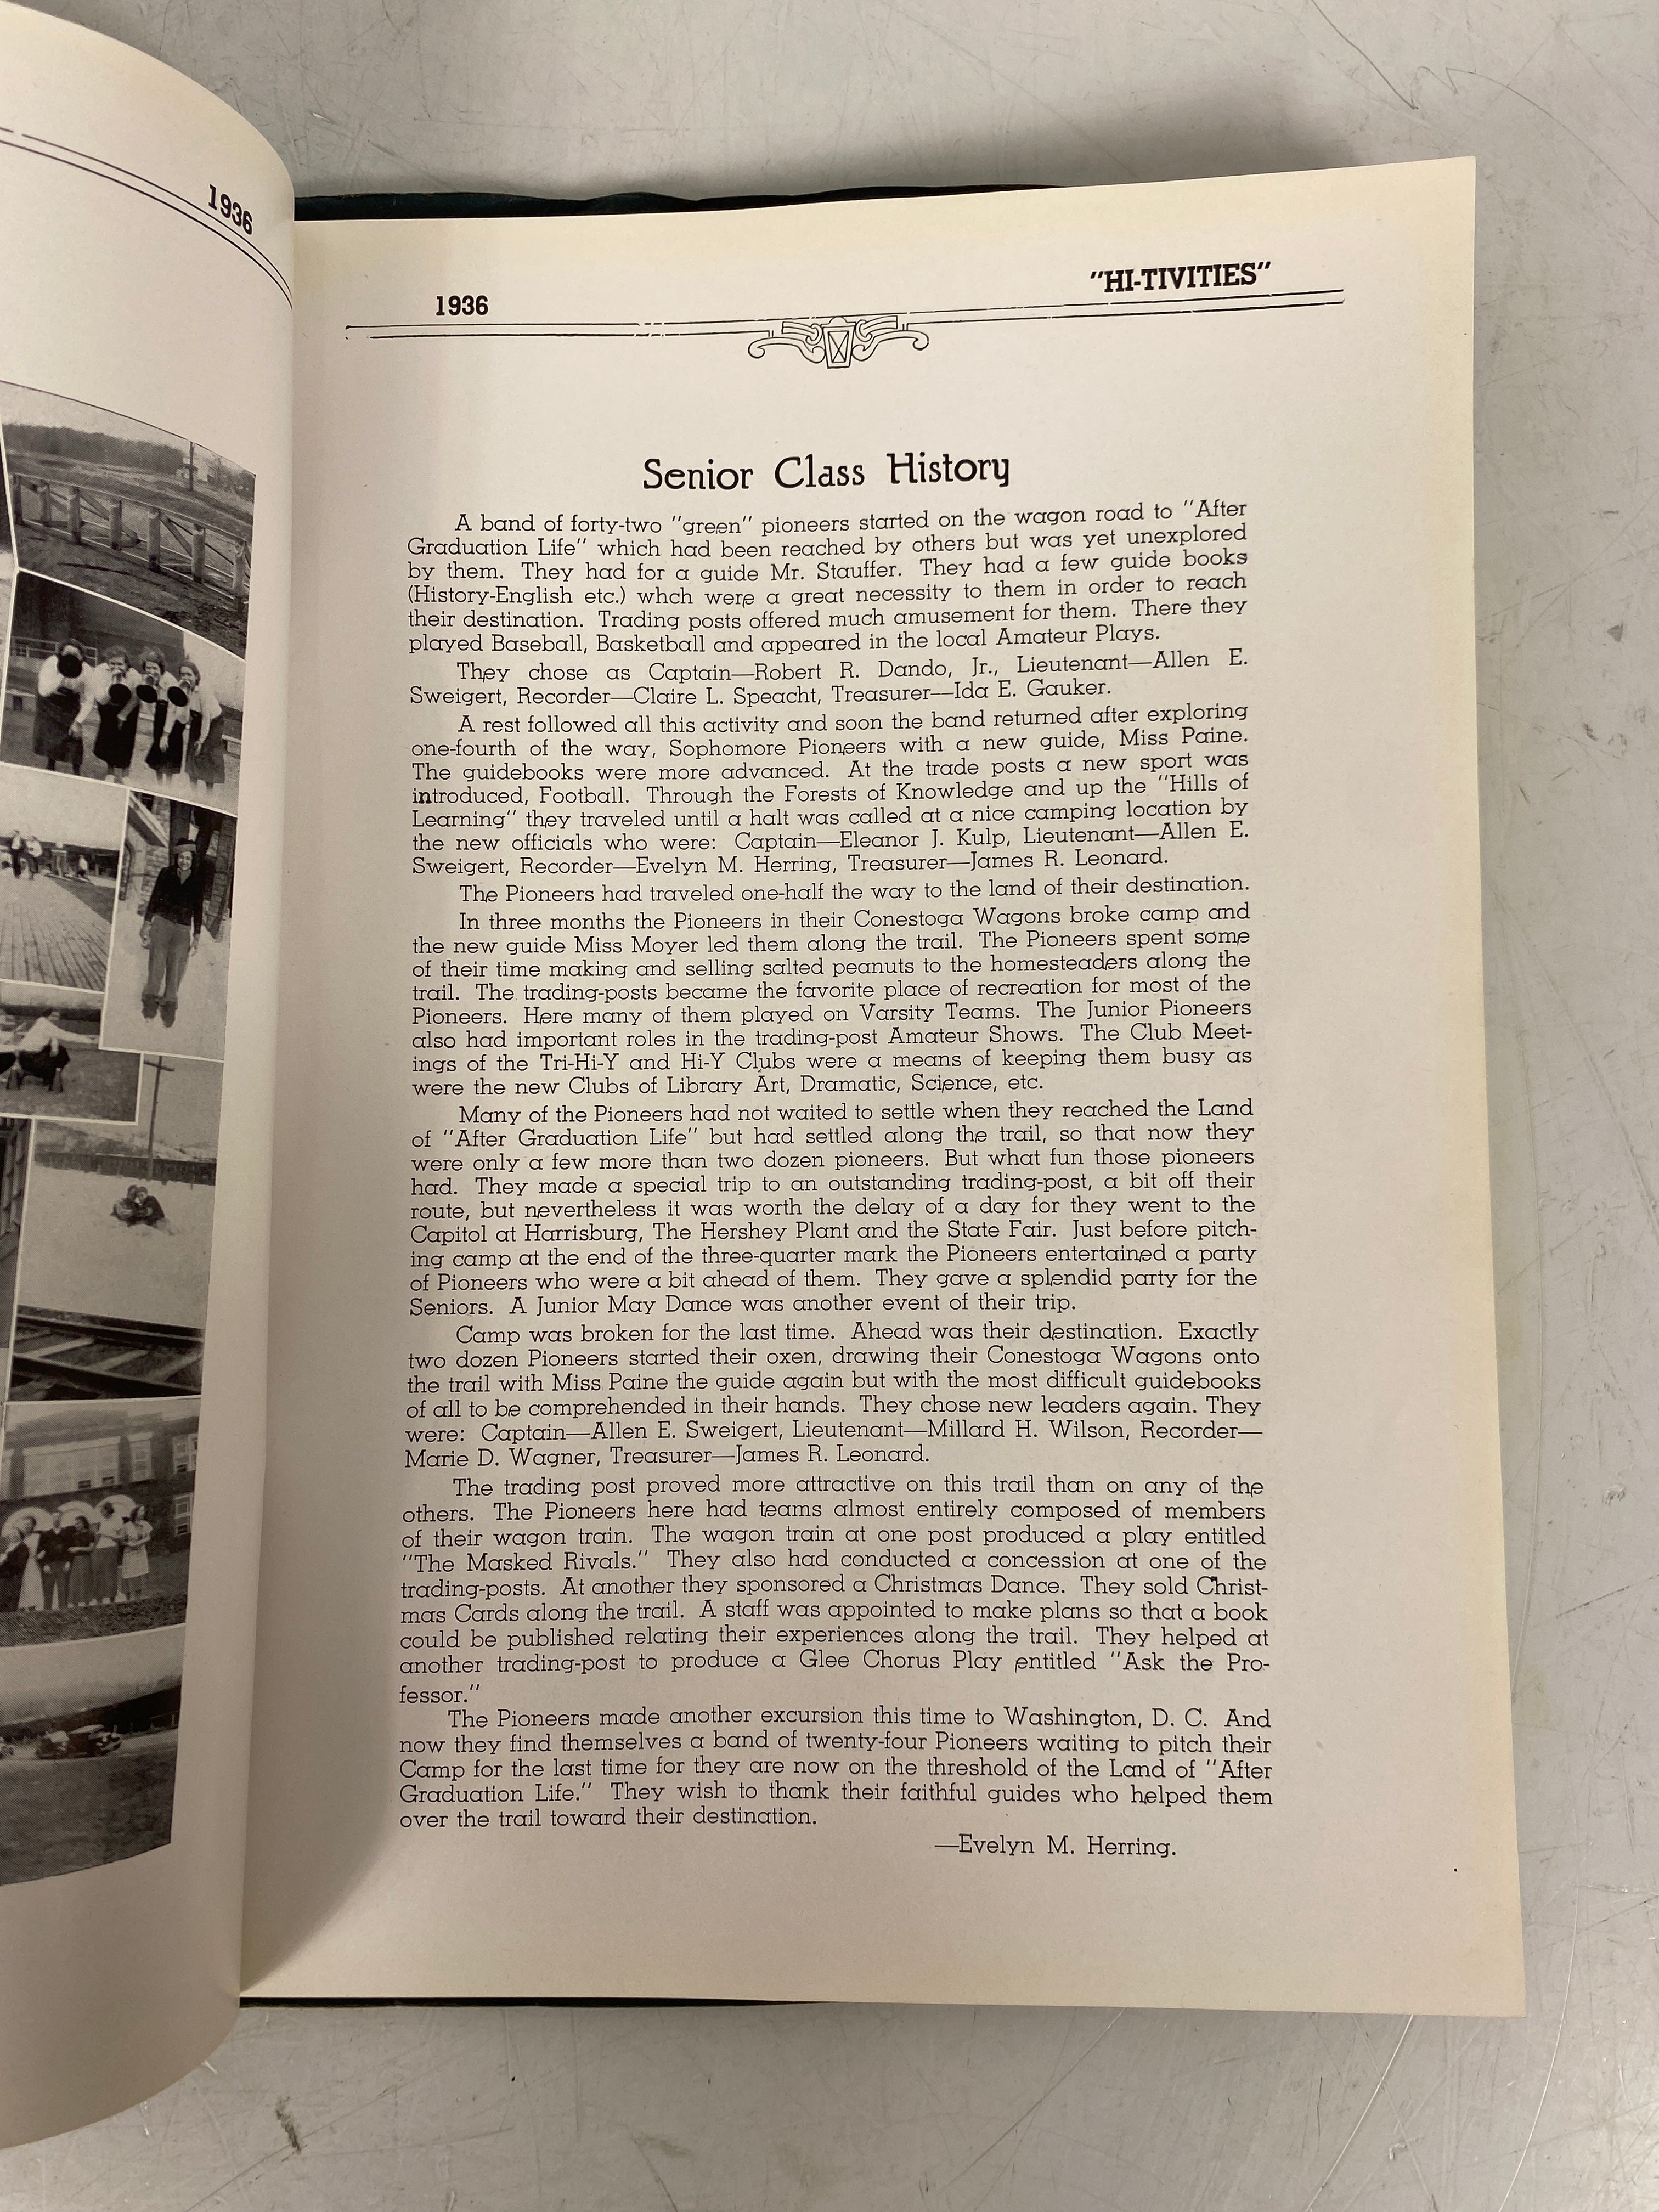 1936
1936
"HI-TIVITIES"
Senior Class History
A band of forty-two "green" pioneers started on the wagon road to "After
Graduation Life" which had been reached by others but was yet unexplored
by them. They had for a guide Mr. Stauffer. They had a few guide books
(History-English etc.) whch were a great necessity to them in order to reach
their destination. Trading posts offered much amusement for them. There they
played Baseball, Basketball and appeared in the local Amateur Plays.
They chose as Captain—Robert R. Dando, Jr., Lieutenant—Allen E.
Sweigert, Recorder—Claire L. Speacht, Treasurer—Ida E. Gauker.
A rest followed all this activity and soon the band returned after exploring
one-fourth of the way, Sophomore Pioneers with a new guide, Miss Paine.
The guidebooks were more advanced. At the trade posts a new sport was
introduced, Football. Through the Forests of Knowledge and up the "Hills of
Learning" they traveled until a halt was called at a nice camping location by
the new officials who were: Captain—Eleanor J. Kulp, Lieutenant—Allen E.
Sweigert, Recorder—Evelyn M. Herring, Treasurer—James R. Leonard.
The Pioneers had traveled one-half the way to the land of their destination.
In three months the Pioneers in their Conestoga Wagons broke camp and
the new guide Miss Moyer led them along the trail. The Pioneers spent some
of their time making and selling salted peanuts to the homesteaders along the
trail. The trading-posts became the favorite place of recreation for most of the
Pioneers. Here many of them played on Varsity Teams. The Junior Pioneers
also had important roles in the trading-post Amateur Shows. The Club Meet-
ings of the Tri-Hi-Y and Hi-Y Clubs were a means of keeping them busy as
were the new Clubs of Library Art, Dramatic, Science, etc.
Many of the Pioneers had not waited to settle when they reached the Land
of "After Graduation Life" but had settled along the trail, so that now they
were only a few more than two dozen pioneers. But what fun those pioneers
had. They made a special trip to an outstanding trading-post, a bit off their
route, but nevertheless it was worth the delay of a day for they went to the
Capitol at Harrisburg, The Hershey Plant and the State Fair. Just before pitch-
ing camp at the end of the three-quarter mark the Pioneers entertained a party
of Pioneers who were a bit ahead of them. They gave a splendid party for the
Seniors. A Junior May Dance was another event of their trip.
Camp was broken for the last time. Ahead was their destination. Exactly
two dozen Pioneers started their oxen, drawing their Conestoga Wagons onto
the trail with Miss Paine the guide again but with the most difficult guidebooks
of all to be comprehended in their hands. They chose new leaders again. They
were: Captain—Allen E. Sweigert, Lieutenant—Millard H. Wilson, Recorder—
Marie D. Wagner, Treasurer—James R. Leonard.
The trading post proved more attractive on this trail than on any of the
others. The Pioneers here had teams almost entirely composed of members
of their wagon train. The wagon train at one post produced a play entitled
"The Masked Rivals." They also had conducted a concession at one of the
trading-posts. At another they sponsored a Christmas Dance. They sold Christ-
mas Cards along the trail. A staff was appointed to make plans so that a book
could be published relating their experiences along the trail. They helped at
another trading-post to produce a Glee Chorus Play entitled "Ask the Pro-
fessor."
The Pioneers made another excursion this time to Washington, D. C. And
now they find themselves a band of twenty-four Pioneers waiting to pitch their
Camp for the last time for they are now on the threshold of the Land of "After
Graduation Life." They wish to thank their faithful guides who helped them
over the trail toward their destination.
—Evelyn M. Herring.